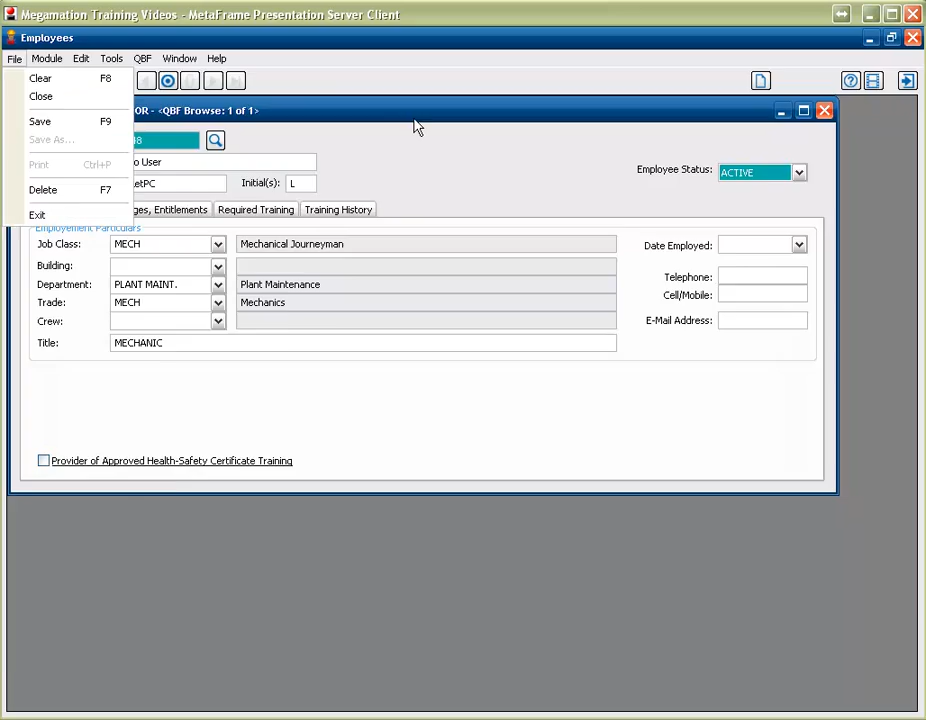 Megamation Training Videos - MetaFrame Presentation Server Client
Employees
File Module Edit Tools QBF Window Help
Clear F8
Close
Save F9
Save As...
Print Ctrl+P
Delete F7
Exit
OR - <QBF Browse: 1 of 1>
o User
Initial(s): L
Employee Status: ACTIVE
ges, Entitlements Required Training Training History
Employement Particulars
Job Class: MECH Mechanical Journeyman
Date Employed:
Building:
Department: PLANT MAINT. Plant Maintenance
Telephone:
Trade: MECH Mechanics
Cell/Mobile:
Crew:
E-Mail Address:
Title: MECHANIC
Provider of Approved Health-Safety Certificate Training